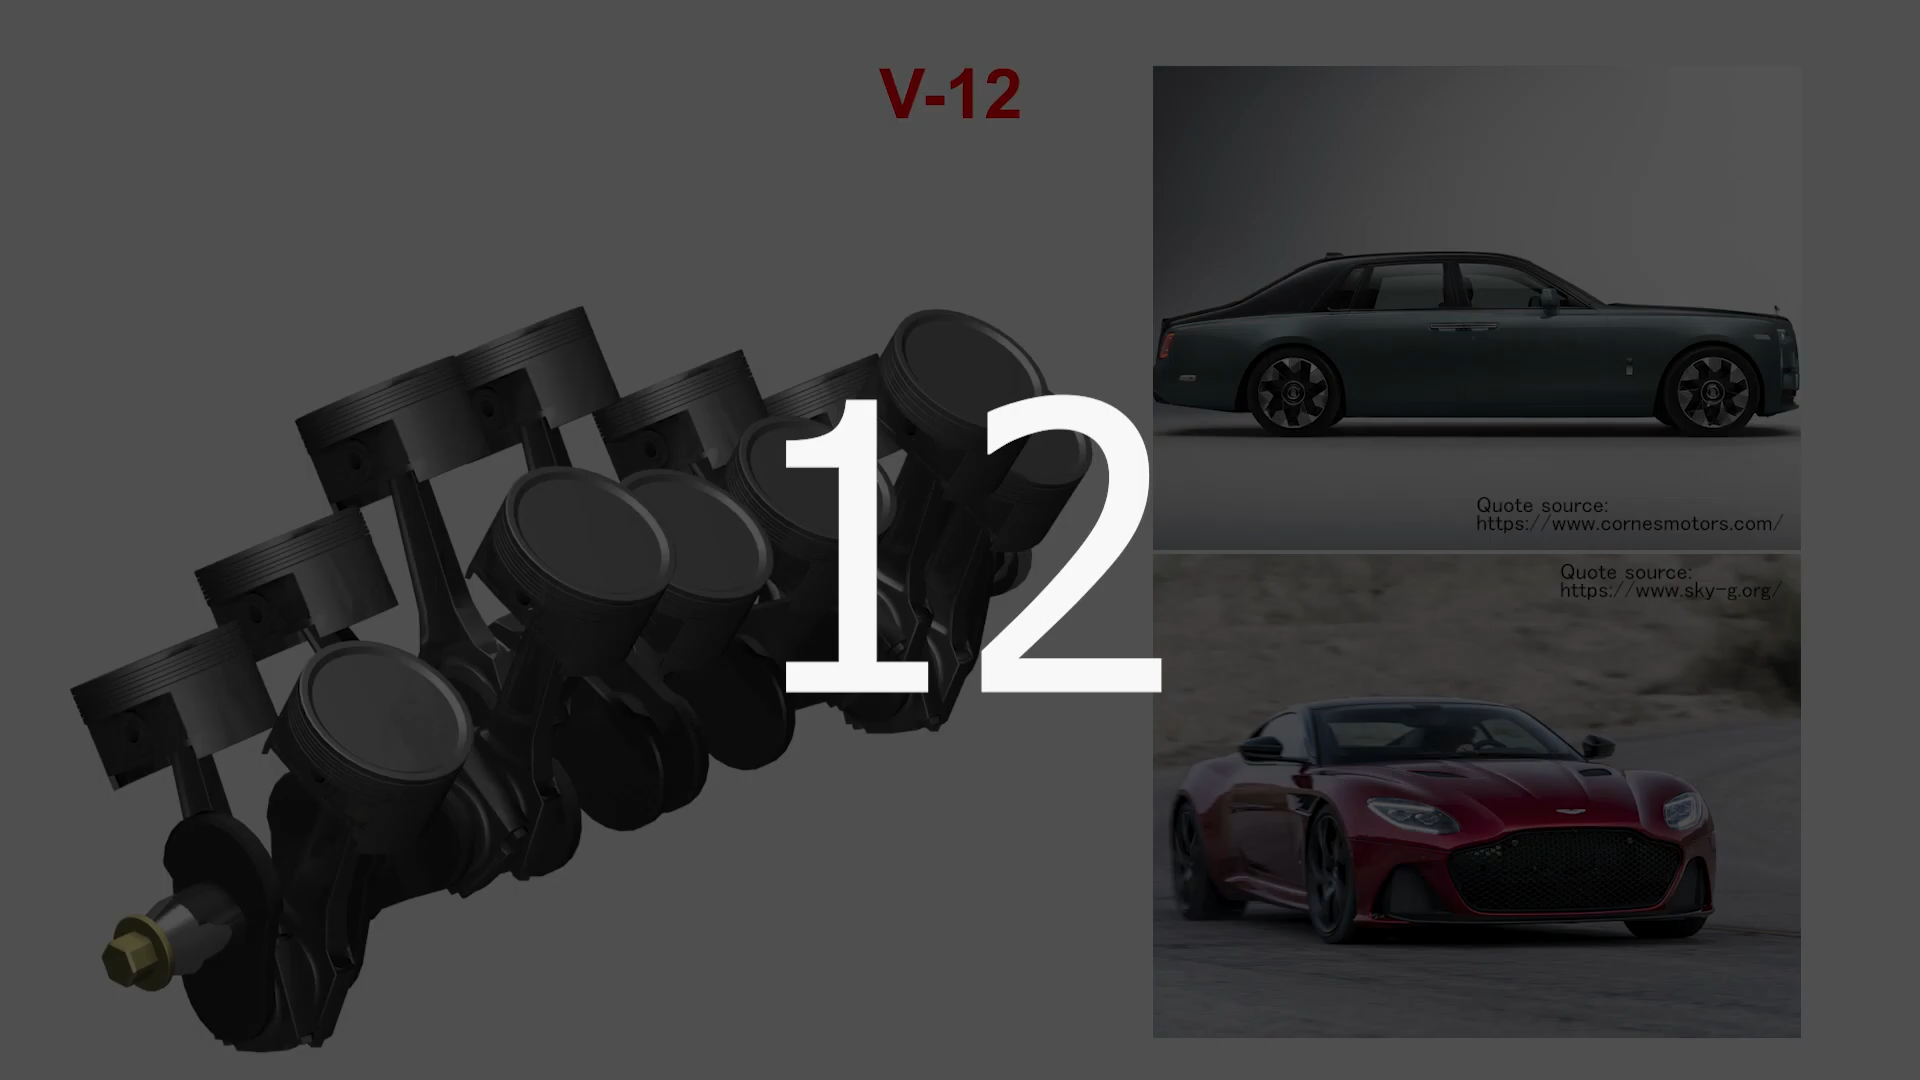 V-12
12
Quote source:
https://www.cornesmotors.com/
Quote source:
https://www.sky-g.org/